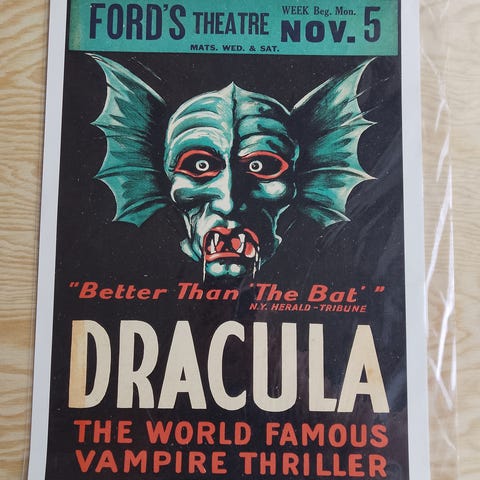 FORD'S THEATRE WEEK Beg. Mon. NOV. 5
MATS. WED. & SAT.
"Better Than 'The Bat' "
N.Y. HERALD-TRIBUNE
DRACULA
THE WORLD FAMOUS
VAMPIRE THRILLER